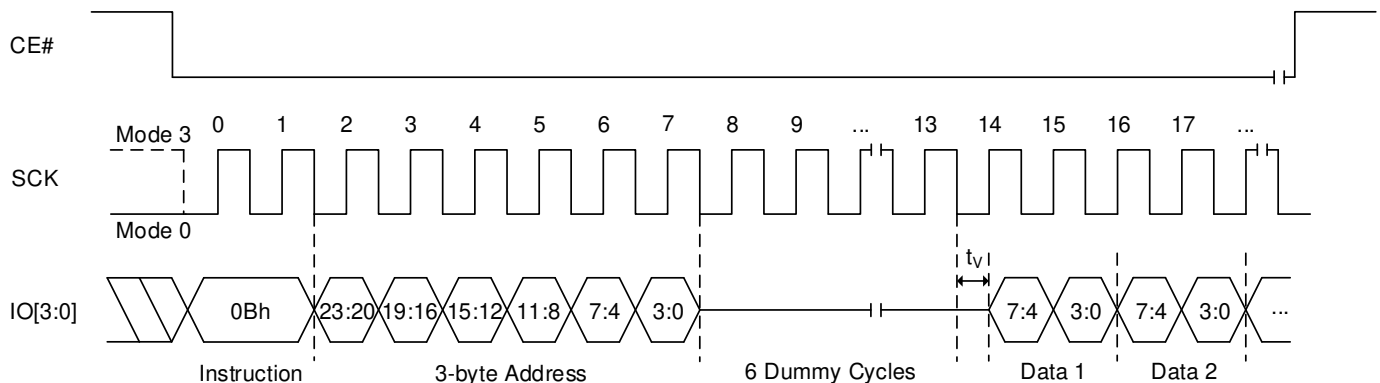 CE#
Mode 3
0 1 2 3 4 5 6 7 8 9 ... 13 14 15 16 17 ...
SCK
Mode 0
tV
IO[3:0]
0Bh 23:20 19:16 15:12 11:8 7:4 3:0 7:4 3:0 7:4 3:0 ...
Instruction 3-byte Address 6 Dummy Cycles Data 1 Data 2